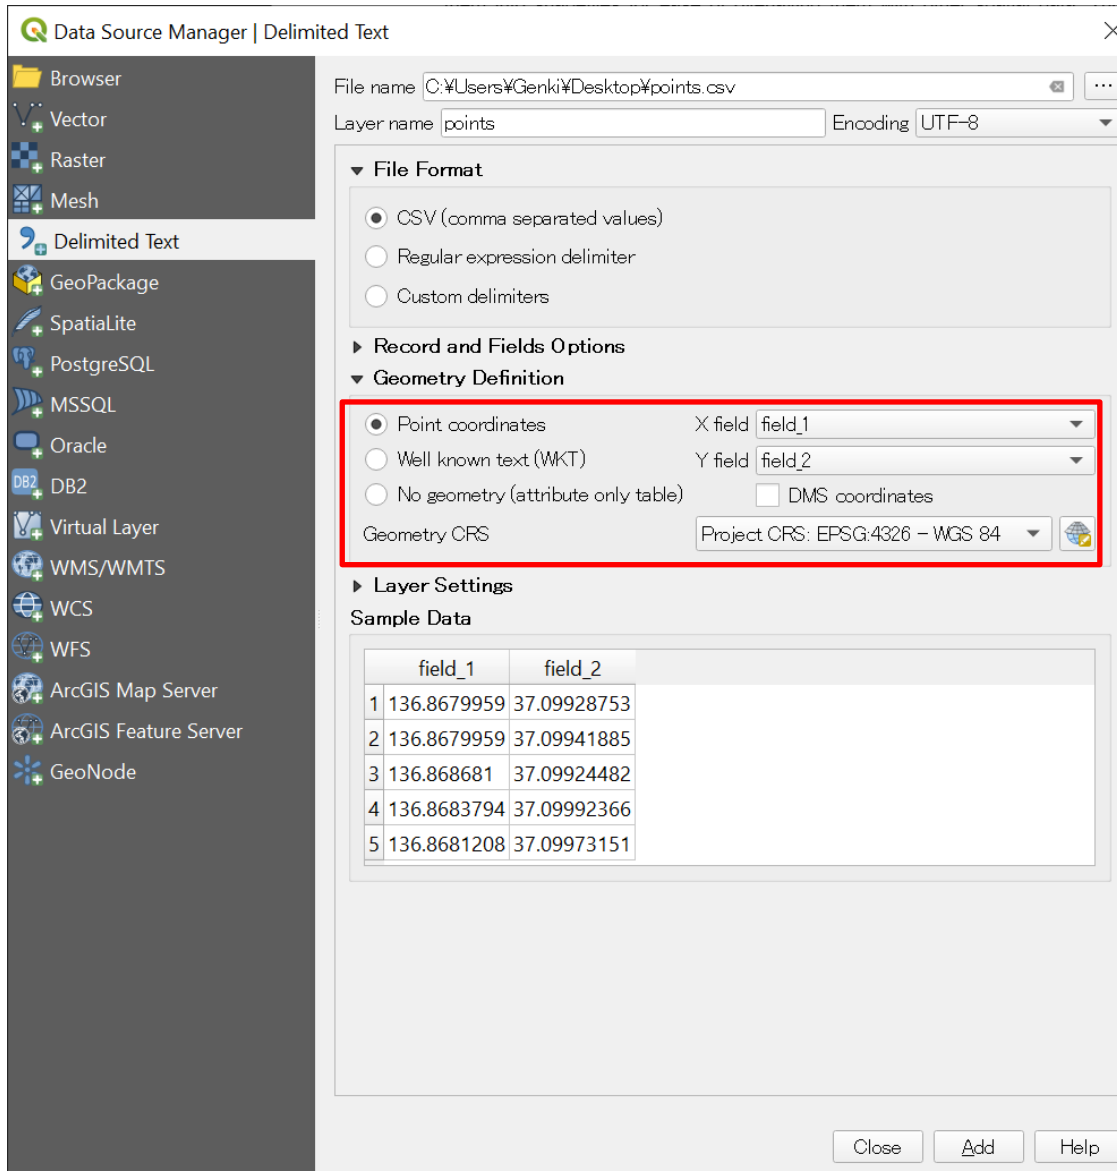 Data Source Manager | Delimited Text
Browser
Vector
Raster
Mesh
Delimited Text
GeoPackage
SpatiaLite
PostgreSQL
MSSQL
Oracle
DB2 DB2
Virtual Layer
WMS/WMTS
WCS
WFS
ArcGIS Map Server
ArcGIS Feature Server
GeoNode
File name C:¥Users¥Genki¥Desktop¥points.csv ...
Layer name points Encoding UTF-8
File Format
CSV (comma separated values)
Regular expression delimiter
Custom delimiters
Record and Fields Options
Geometry Definition
Point coordinates X field field_1
Well known text (WKT) Y field field_2
No geometry (attribute only table) DMS coordinates
Geometry CRS Project CRS: EPSG:4326 - WGS 84
Layer Settings
Sample Data
field_1 field_2
1 136.8679959 37.09928753
2 136.8679959 37.09941885
3 136.868681 37.09924482
4 136.8683794 37.09992366
5 136.8681208 37.09973151
Close Add Help